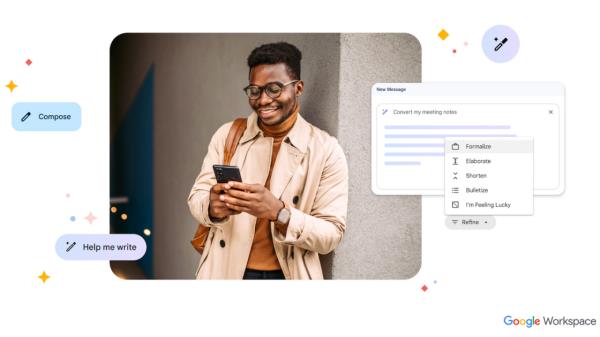 New Message
Convert my meeting notes
Compose
Formalize
Elaborate
Shorten
Bulletize
I'm Feeling Lucky
Refine
Help me write
Google Workspace